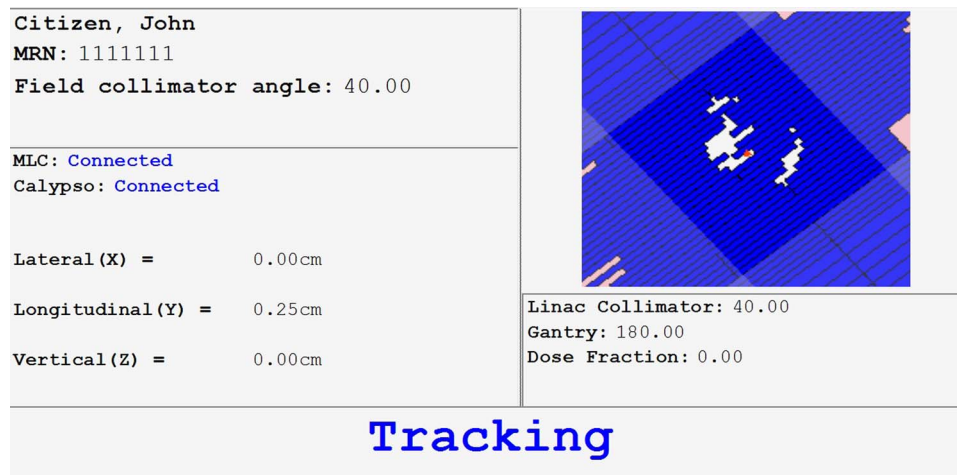 Citizen, John
MRN: 1111111
Field collimator angle: 40.00
MLC: Connected
Calypso: Connected
Lateral(X) = 0.00cm
Longitudinal(Y) = 0.25cm
Vertical(Z) = 0.00cm
Linac Collimator: 40.00
Gantry: 180.00
Dose Fraction: 0.00
Tracking